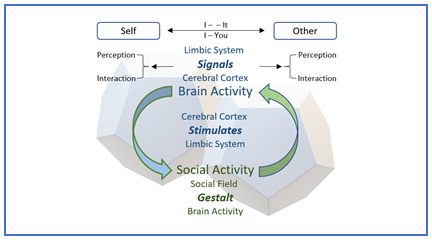 Self
I – – It
I – You
Other
Perception
Interaction
Limbic System
Signals
Cerebral Cortex
Brain Activity
Perception
Interaction
Cerebral Cortex
Stimulates
Limbic System
Social Activity
Social Field
Gestalt
Brain Activity